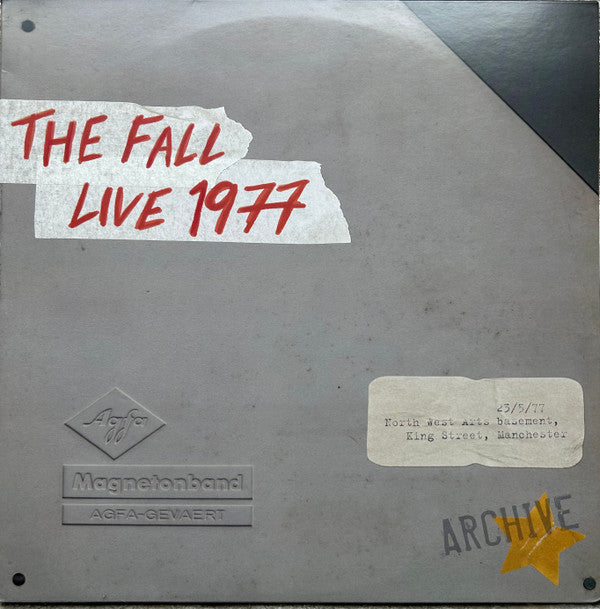 THE FALL
LIVE 1977
23/5/77
North West Arts basement,
King Street, Manchester
Agfa
Magnetonband
AGFA-GEVAERT
ARCHIVE